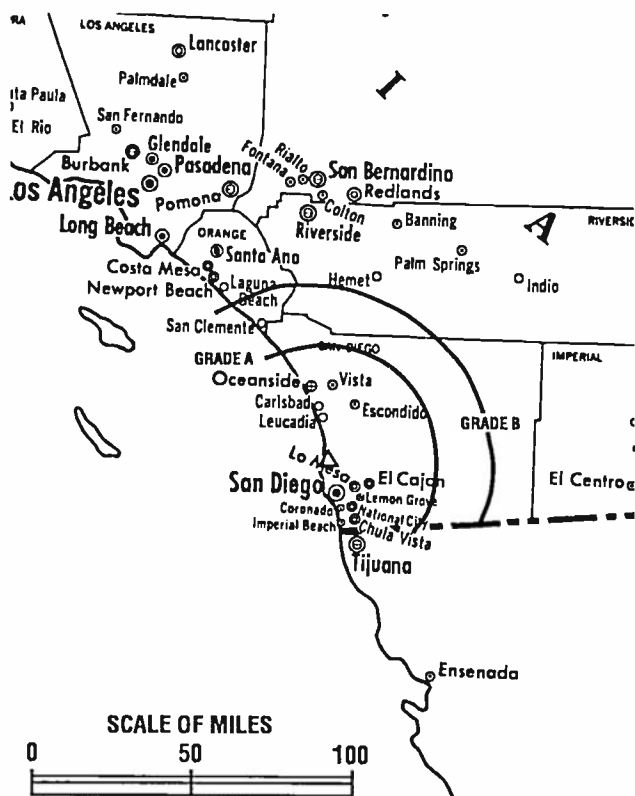 RA
LOS ANGELES
Lancaster
Palmdale
nta Paula
San Fernando
El Rio
Glendale
Burbank
Pasadena
Fontana
Rialto
San Bernardino
os Angeles
Pomona
Redlands
Colton
Long Beach
ORANGE
Riverside
Banning
I
A
RIVERSID
Santa Ana
Palm Springs
Costa Mesa
Newport Beach
Laguna
Beach
Hemet
Indio
San Clemente
GRADE A
SAN DIEGO
IMPERIAL
Oceanside
Vista
Carlsbad
Escondido
Leucadia
GRADE B
La Mesa
El Cajon
San Diego
Lemon Grove
El Centro
Coronado
National City
Imperial Beach
Chula Vista
Tijuana
Ensenada
SCALE OF MILES
0 50 100